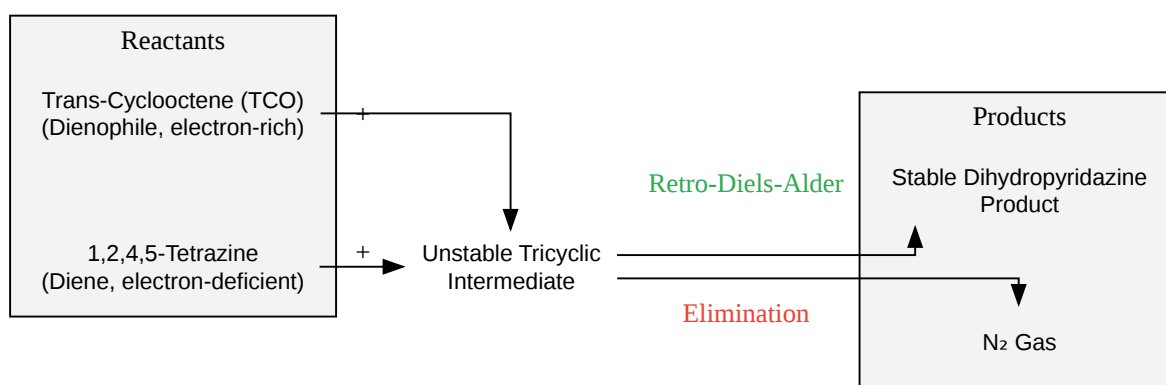 Reactants
Trans-Cyclooctene (TCO)
(Dienophile, electron-rich)
+
1,2,4,5-Tetrazine
(Diene, electron-deficient)
+
Unstable Tricyclic
Intermediate
Retro-Diels-Alder
Elimination
Products
Stable Dihydropyridazine
Product
N₂ Gas